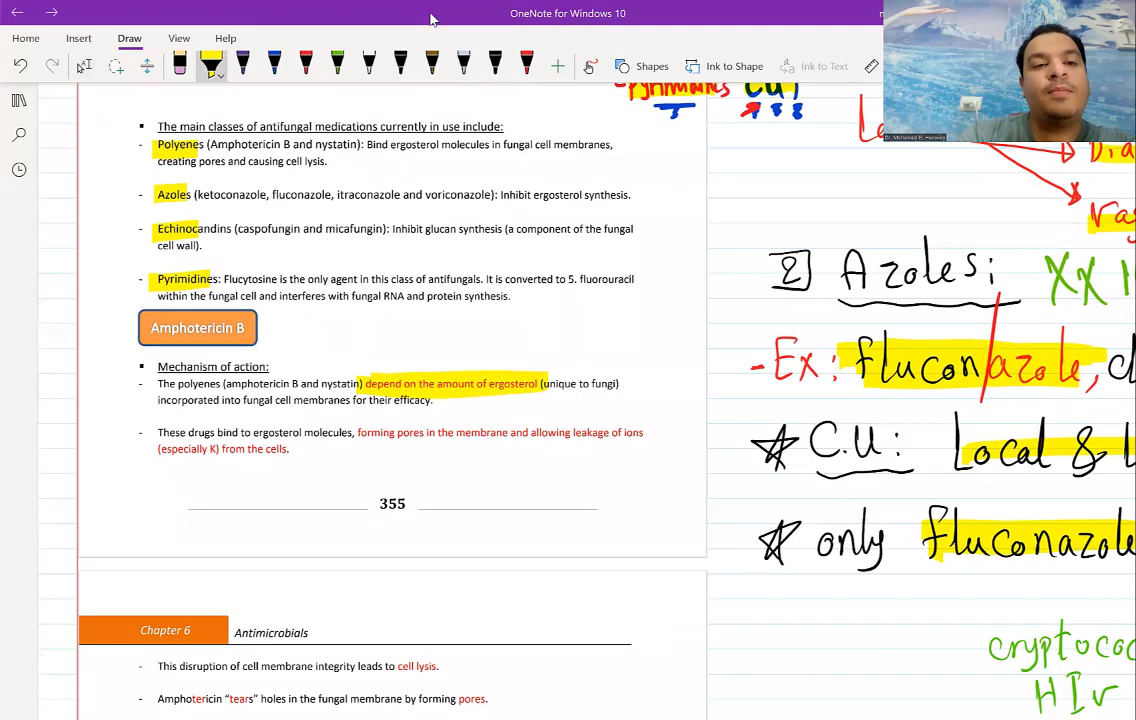 OneNote for Windows 10
Home Insert Draw View Help
Shapes Ink to Shape Ink to Text
Dr. Mohamed EL Husseiny
▪ The main classes of antifungal medications currently in use include:
- Polyenes (Amphotericin B and nystatin): Bind ergosterol molecules in fungal cell membranes,
creating pores and causing cell lysis.
- Azoles (ketoconazole, fluconazole, itraconazole and voriconazole): Inhibit ergosterol synthesis.
- Echinocandins (caspofungin and micafungin): Inhibit glucan synthesis (a component of the fungal
cell wall).
- Pyrimidines: Flucytosine is the only agent in this class of antifungals. It is converted to 5. fluorouracil
within the fungal cell and interferes with fungal RNA and protein synthesis.
Amphotericin B
▪ Mechanism of action:
- The polyenes (amphotericin B and nystatin) depend on the amount of ergosterol (unique to fungi)
incorporated into fungal cell membranes for their efficacy.
- These drugs bind to ergosterol molecules, forming pores in the membrane and allowing leakage of ions
(especially K) from the cells.
355
Chapter 6 Antimicrobials
- This disruption of cell membrane integrity leads to cell lysis.
- Amphotericin “tears” holes in the fungal membrane by forming pores.
2 Azoles:
-Ex: flucon/azole,
C.U: Local &
only fluconazole
HIV